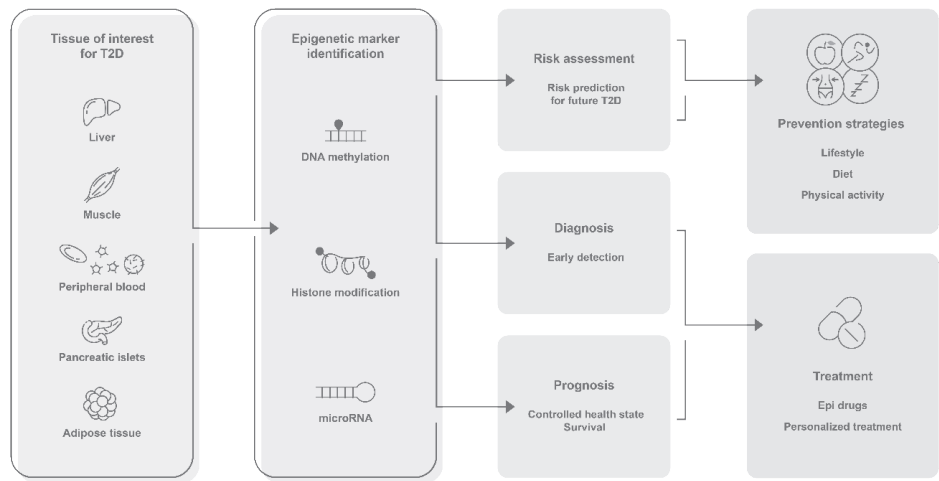 Tissue of interest
for T2D
Liver
Muscle
Peripheral blood
Pancreatic islets
Adipose tissue
Epigenetic marker
identification
DNA methylation
Histone modification
microRNA
Risk assessment
Risk prediction
for future T2D
Diagnosis
Early detection
Prognosis
Controlled health state
Survival
Prevention strategies
Lifestyle
Diet
Physical activity
Treatment
Epi drugs
Personalized treatment